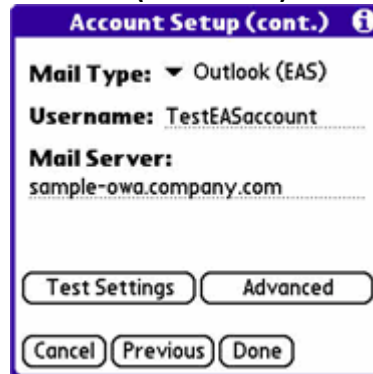 Account Setup (cont.)
Mail Type: Outlook (EAS)
Username: TestEASaccount
Mail Server:
sample-owa.company.com
Test Settings Advanced
Cancel Previous Done